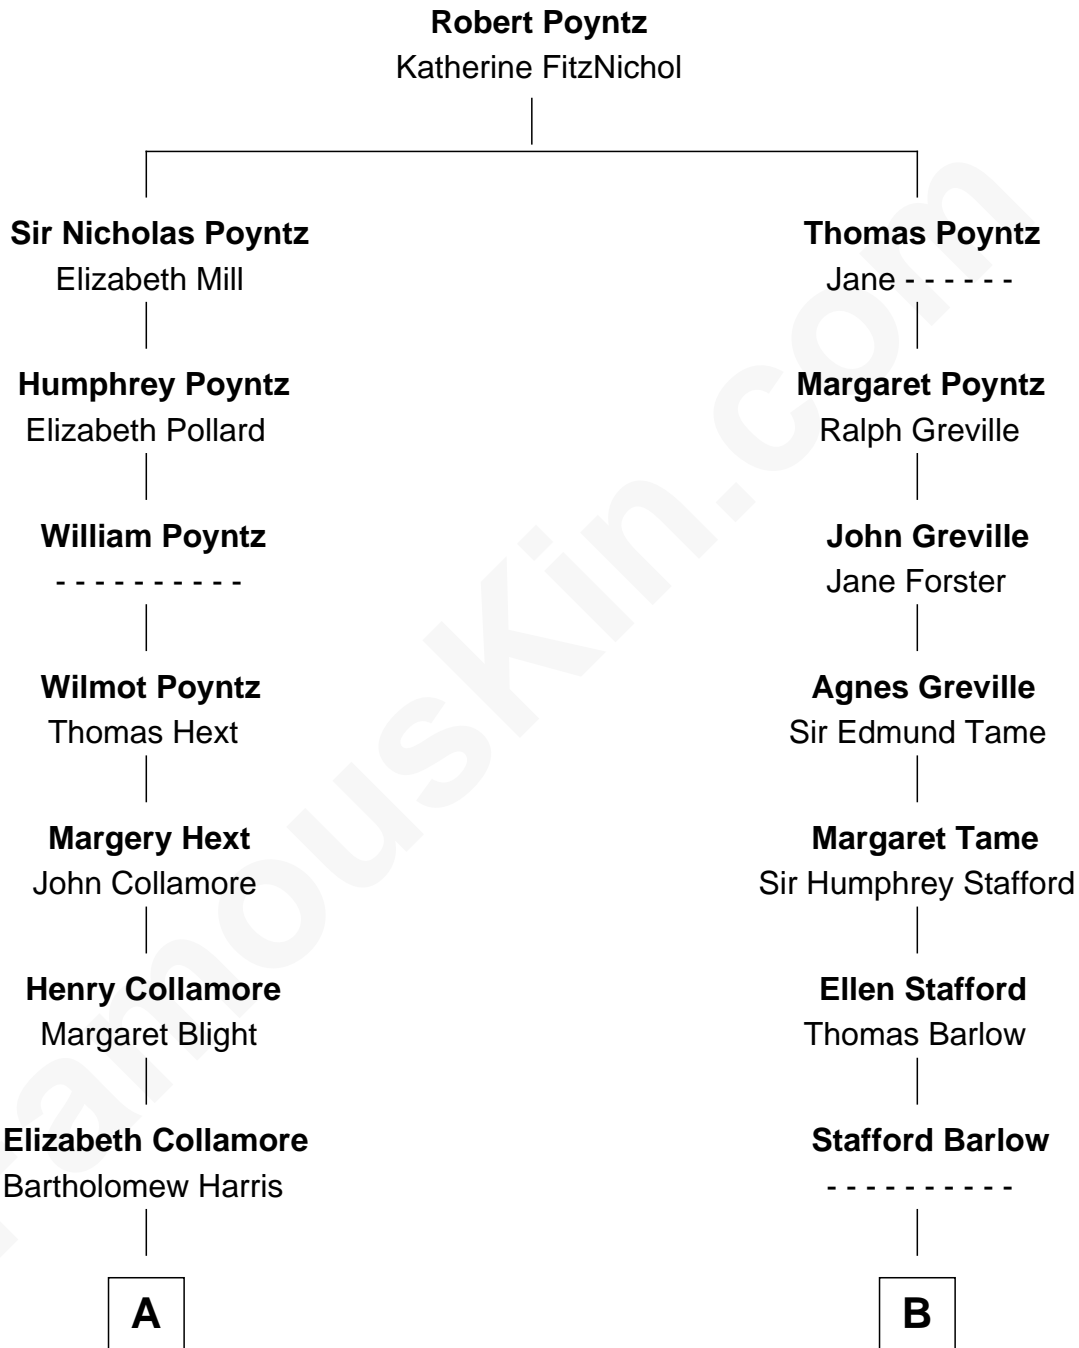 Robert Poyntz
Katherine FitzNichol
Sir Nicholas Poyntz
Elizabeth Mill
Thomas Poyntz
Jane - - - - - -
Humphrey Poyntz
Elizabeth Pollard
Margaret Poyntz
Ralph Greville
William Poyntz
- - - - - - - - - -
John Greville
Jane Forster
Wilmot Poyntz
Thomas Hext
Agnes Greville
Sir Edmund Tame
Margery Hext
John Collamore
Margaret Tame
Sir Humphrey Stafford
Henry Collamore
Margaret Blight
Ellen Stafford
Thomas Barlow
Elizabeth Collamore
Bartholomew Harris
Stafford Barlow
- - - - - - - - - -
A
B
FamousKin.com